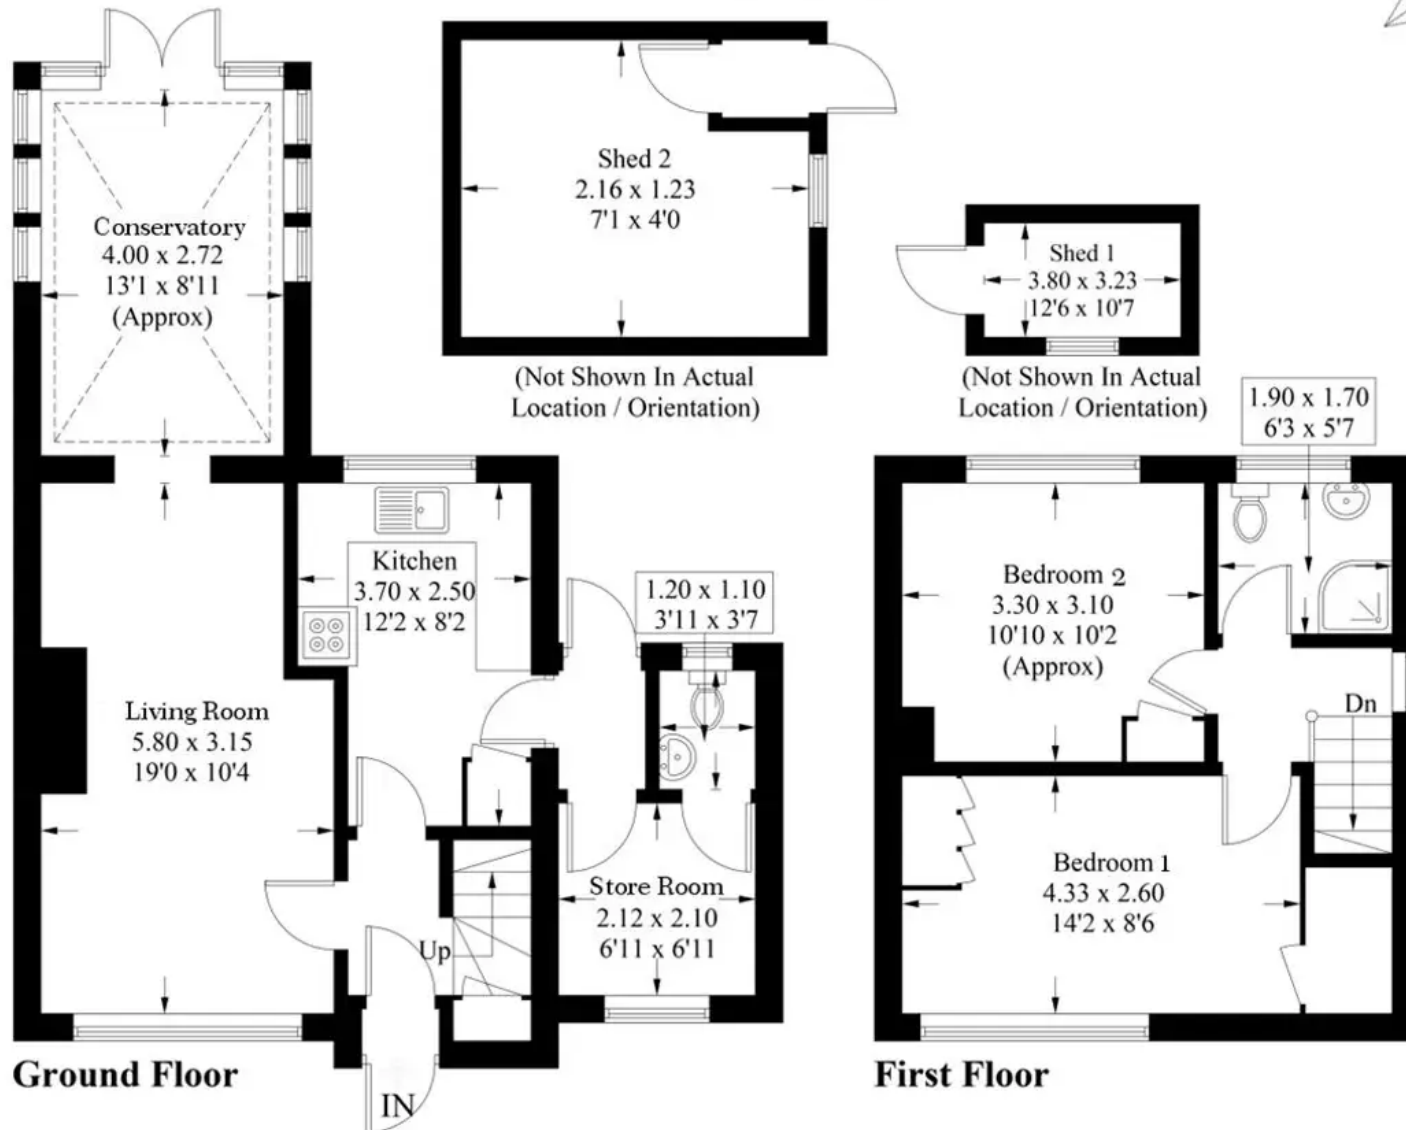 Shed 2
2.16 x 1.23
7'1 x 4'0
(Not Shown In Actual
Location / Orientation)
Shed 1
3.80 x 3.23
12'6 x 10'7
(Not Shown In Actual
Location / Orientation)
Conservatory
4.00 x 2.72
13'1 x 8'11
(Approx)
Kitchen
3.70 x 2.50
12'2 x 8'2
1.20 x 1.10
3'11 x 3'7
Living Room
5.80 x 3.15
19'0 x 10'4
Store Room
2.12 x 2.10
6'11 x 6'11
Up
IN
Ground Floor
1.90 x 1.70
6'3 x 5'7
Bedroom 2
3.30 x 3.10
10'10 x 10'2
(Approx)
Dn
Bedroom 1
4.33 x 2.60
14'2 x 8'6
First Floor